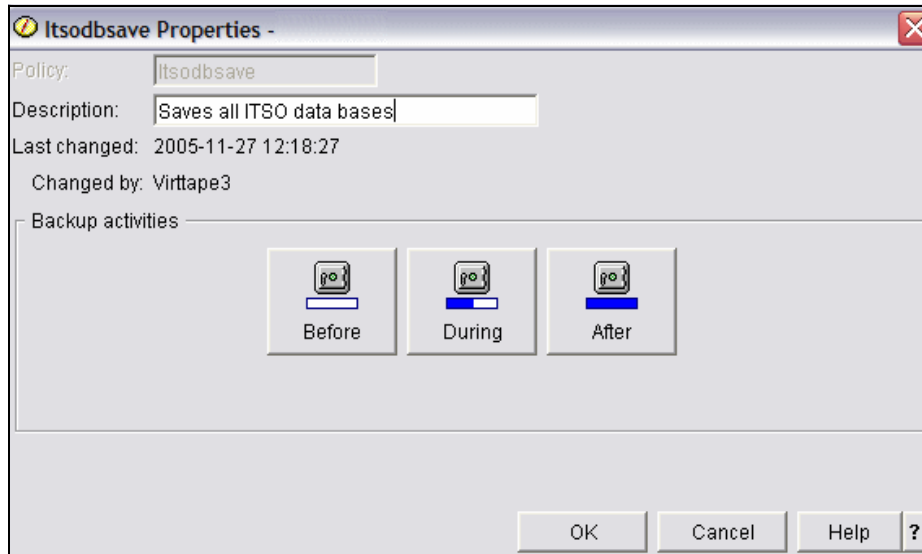 Itsodbsave Properties -
Policy: Itsodbsave
Description: Saves all ITSO data bases
Last changed: 2005-11-27 12:18:27
Changed by: Virttape3
Backup activities
Before During After
OK Cancel Help ?